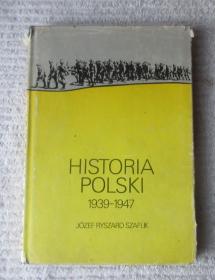 HISTORIA
POLSKI
1939-1947
JÓZEF RYSZARD SZAFLIK